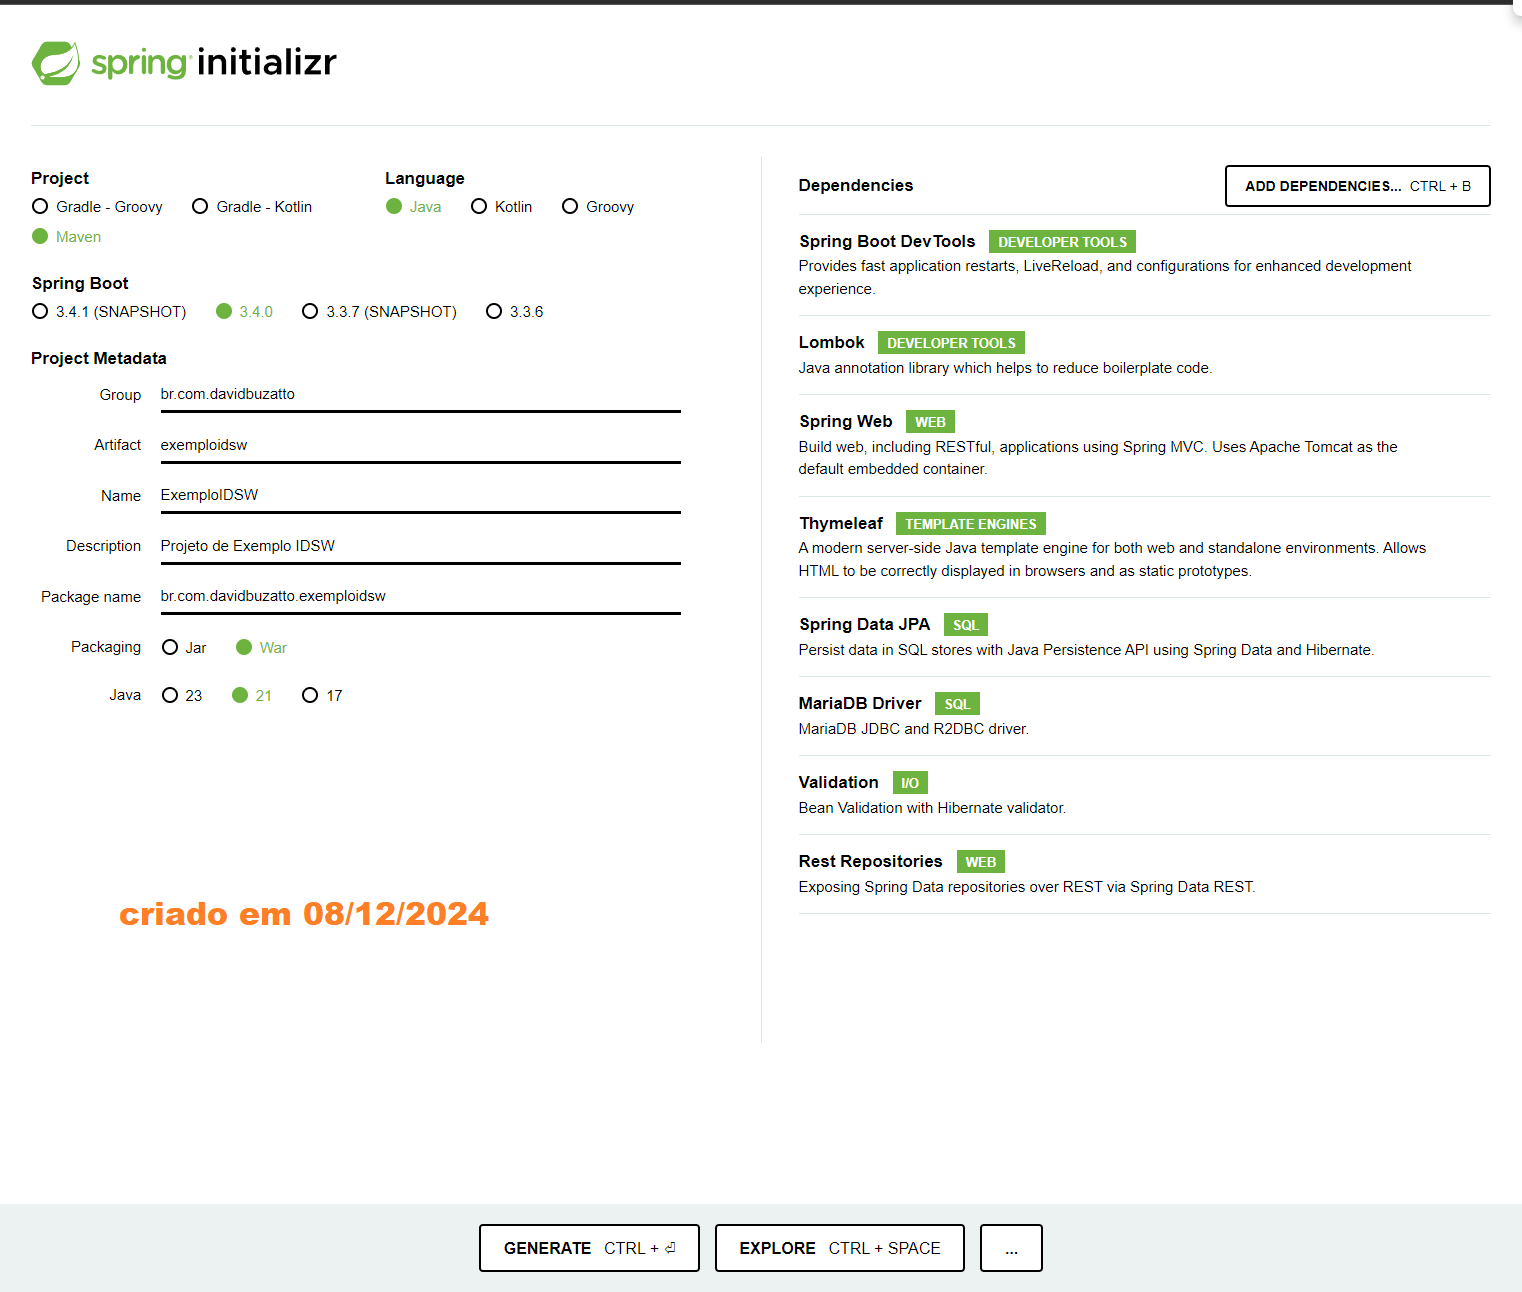 spring initializr
Project
Gradle - Groovy Gradle - Kotlin
Maven
Language
Java Kotlin Groovy
Spring Boot
3.4.1 (SNAPSHOT) 3.4.0 3.3.7 (SNAPSHOT) 3.3.6
Project Metadata
Group br.com.davidbuzatto
Artifact exemploidsw
Name ExemploIDSW
Description Projeto de Exemplo IDSW
Package name br.com.davidbuzatto.exemploidsw
Packaging Jar War
Java 23 21 17
criado em 08/12/2024
Dependencies ADD DEPENDENCIES... CTRL + B
Spring Boot DevTools DEVELOPER TOOLS
Provides fast application restarts, LiveReload, and configurations for enhanced development
experience.
Lombok DEVELOPER TOOLS
Java annotation library which helps to reduce boilerplate code.
Spring Web WEB
Build web, including RESTful, applications using Spring MVC. Uses Apache Tomcat as the
default embedded container.
Thymeleaf TEMPLATE ENGINES
A modern server-side Java template engine for both web and standalone environments. Allows
HTML to be correctly displayed in browsers and as static prototypes.
Spring Data JPA SQL
Persist data in SQL stores with Java Persistence API using Spring Data and Hibernate.
MariaDB Driver SQL
MariaDB JDBC and R2DBC driver.
Validation I/O
Bean Validation with Hibernate validator.
Rest Repositories WEB
Exposing Spring Data repositories over REST via Spring Data REST.
GENERATE CTRL + ⏎ EXPLORE CTRL + SPACE ...